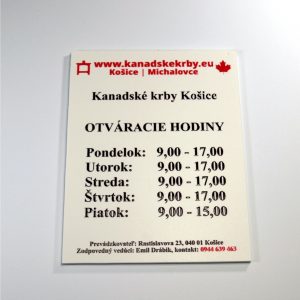 www.kanadskekrby.eu
Košice | Michalovce
Kanadské krby Košice
OTVÁRACIE HODINY
Pondelok: 9,00 - 17,00
Utorok: 9,00 - 17,00
Streda: 9,00 - 17,00
Štvrtok: 9,00 - 17,00
Piatok: 9,00 - 15,00
Prevádzkovateľ: Rastislavova 23, 040 01 Košice
Zodpovedný vedúci: Emil Drábik, kontakt: 0944 639 463